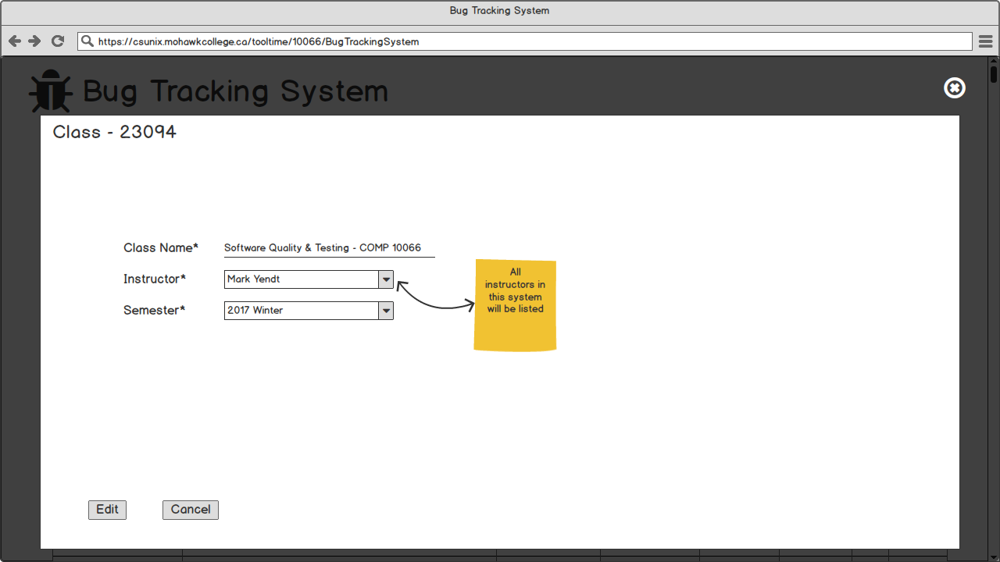 Bug Tracking System
https://csunix.mohawkcollege.ca/tooltime/10066/BugTrackingSystem
Bug Tracking System
Class - 23094
Class Name* Software Quality & Testing - COMP 10066
Instructor* Mark Yendt
Semester* 2017 Winter
All
instructors in
this system
will be listed
Edit Cancel